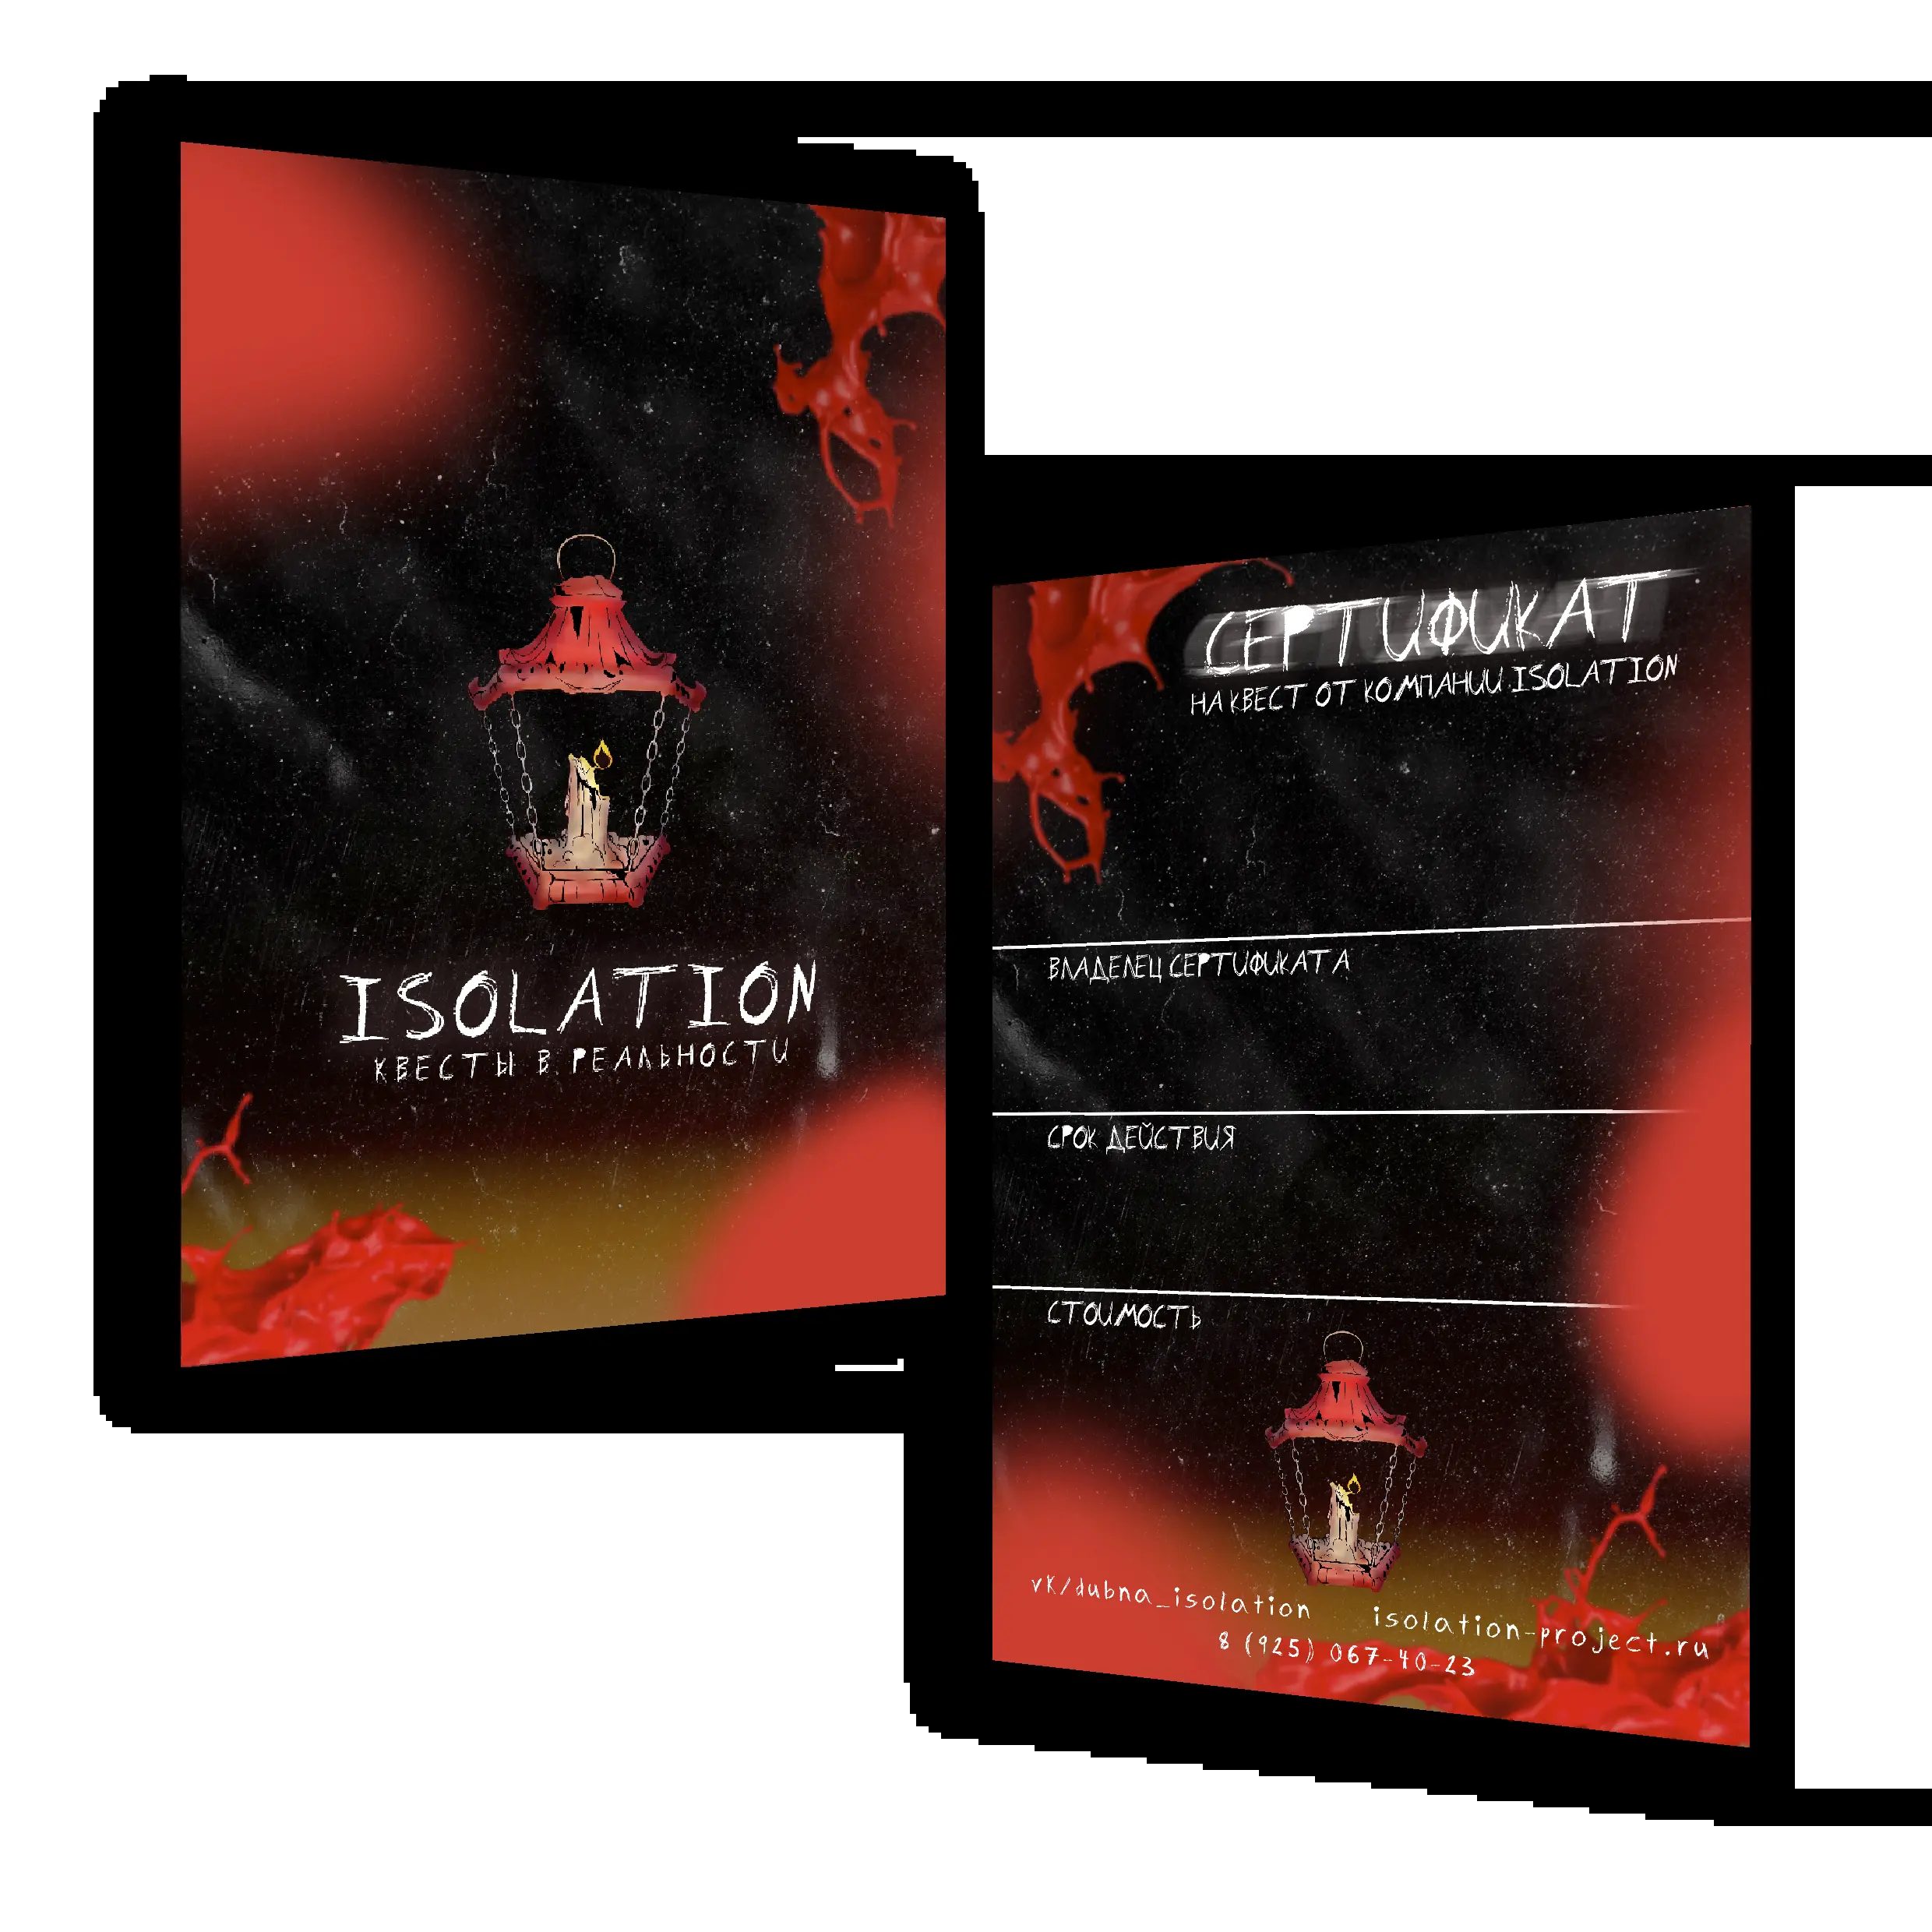 ISOLATION
КВЕСТЫ В РЕАЛЬНОСТИ
СЕРТИФИКАТ
НА КВЕСТ ОТ КОМПАНИИ ISOLATION
ВЛАДЕЛЕЦ СЕРТИФИКАТА
СРОК ДЕЙСТВИЯ
СТОИМОСТЬ
vk/dubna_isolation
isolation-project.ru
8 (925) 067-40-23